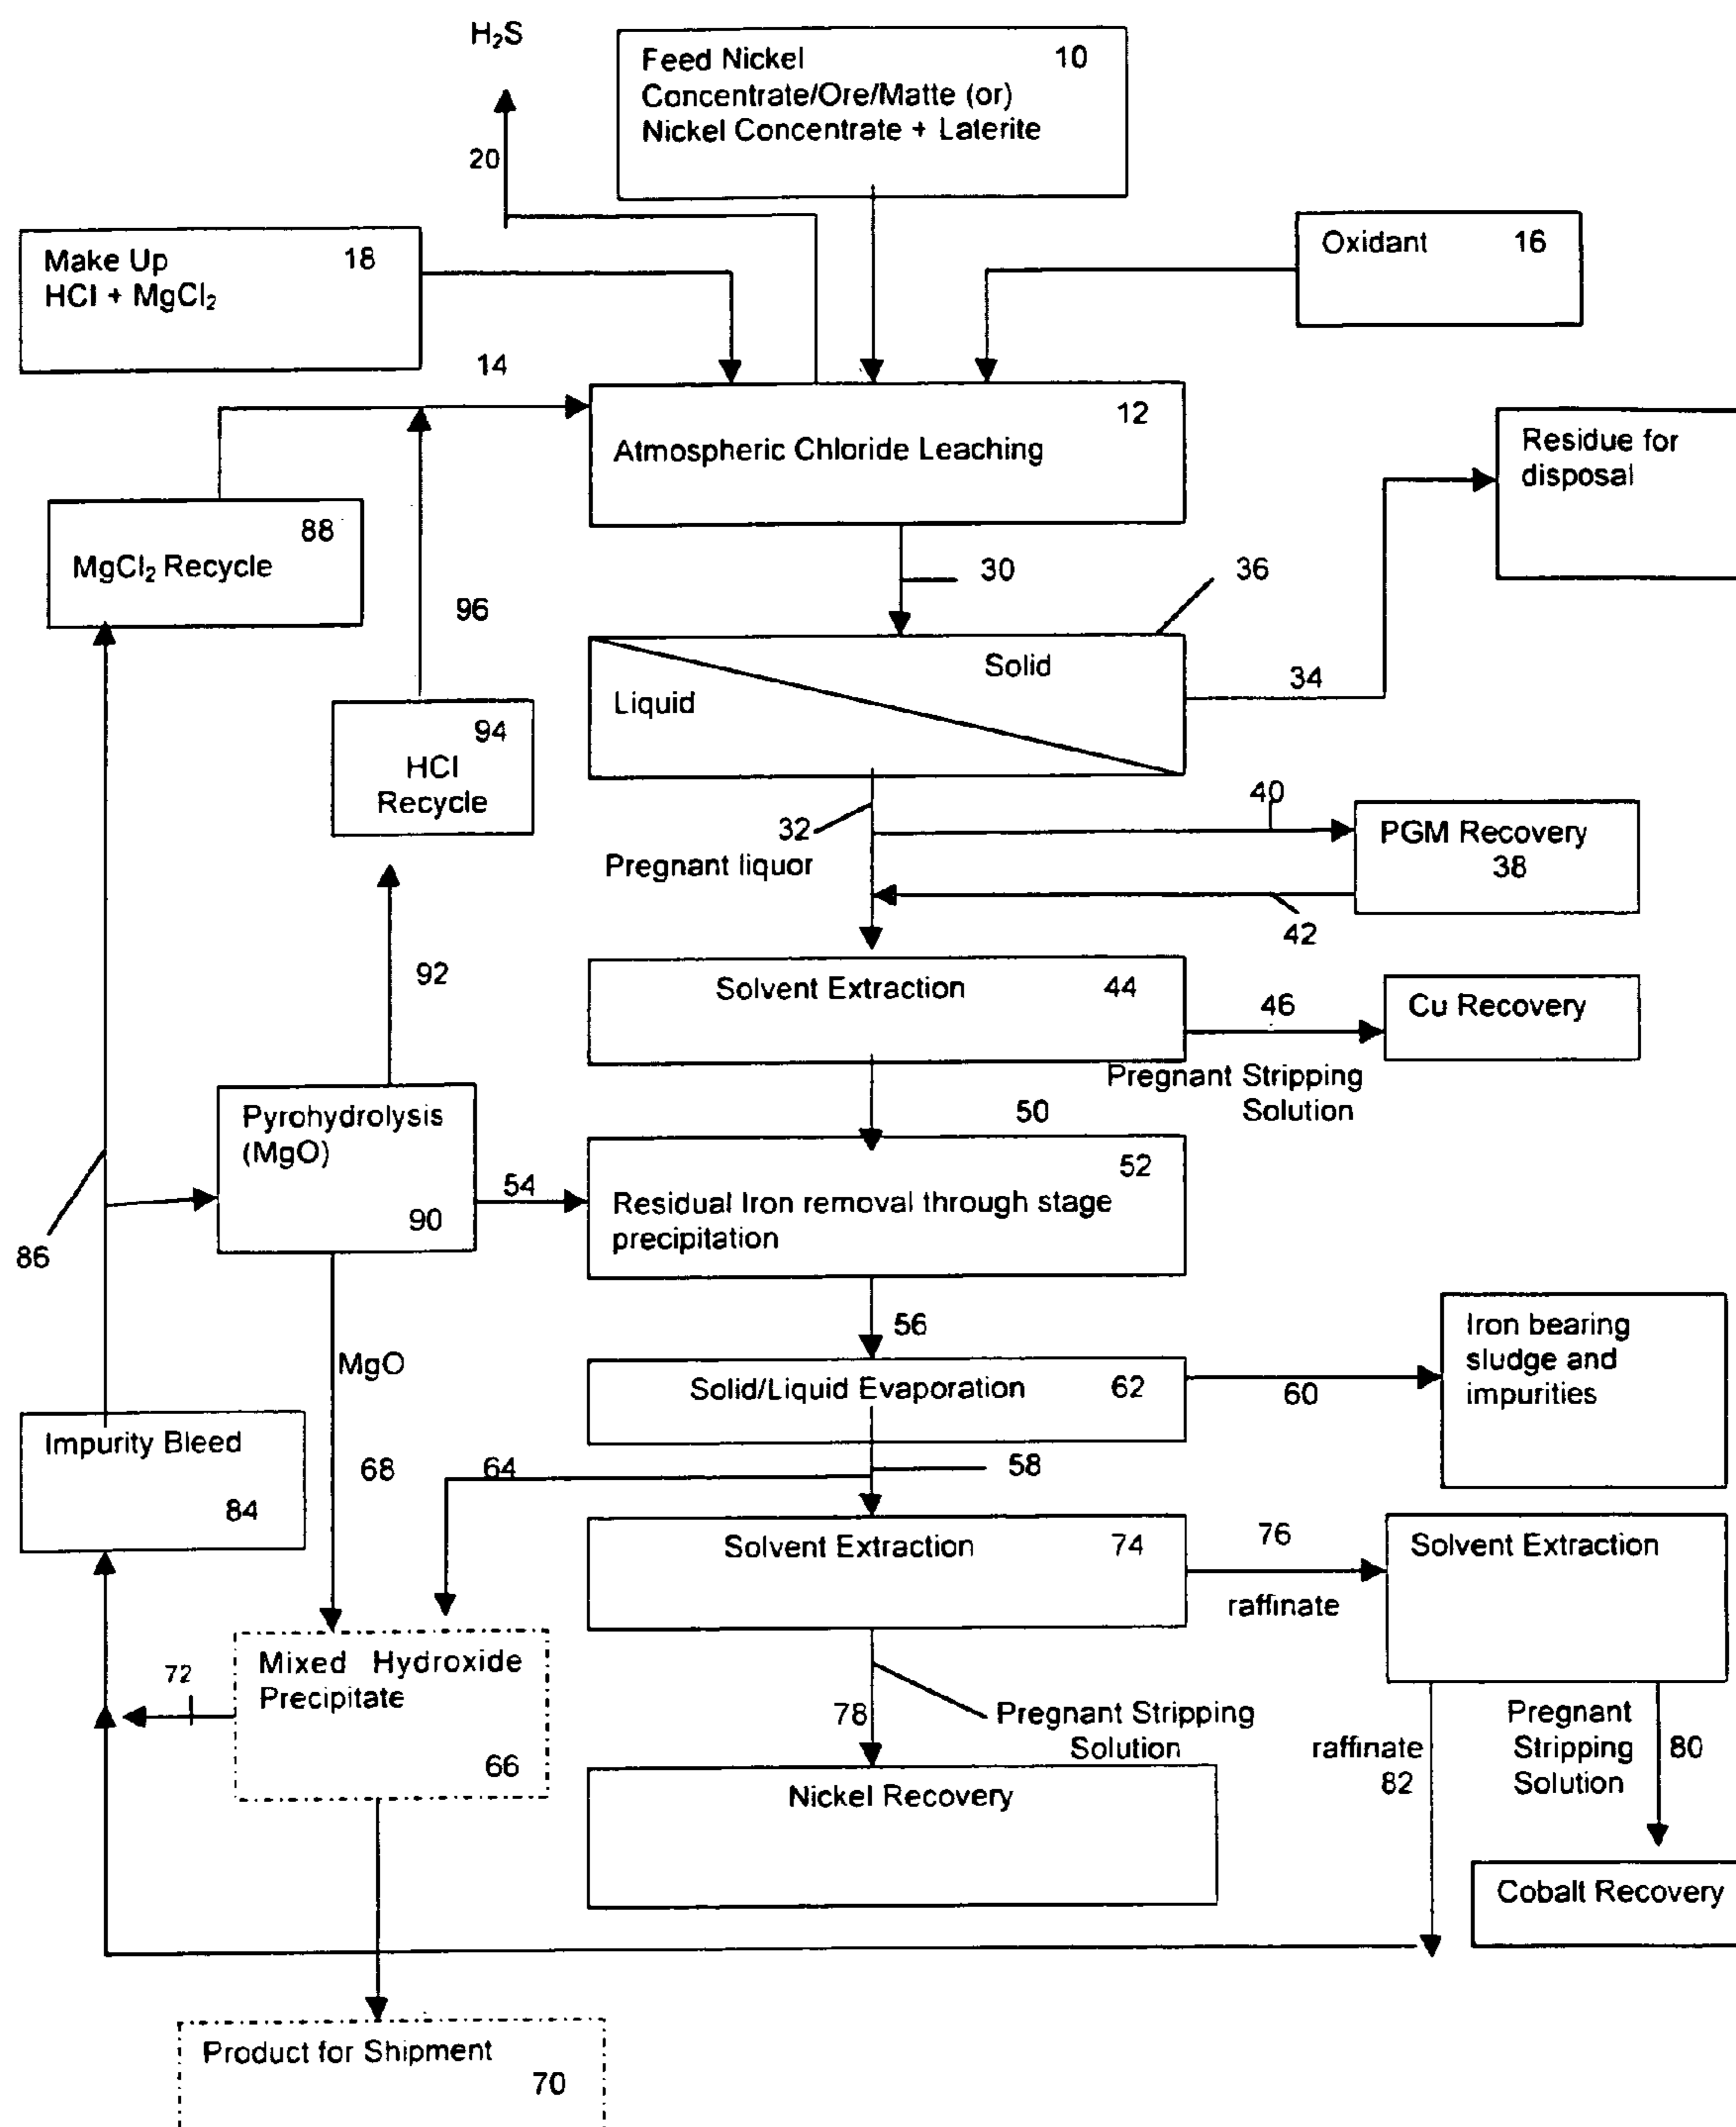 H₂S
Feed Nickel 10
Concentrate/Ore/Matte (or)
Nickel Concentrate + Laterite
20
Make Up 18
HCl + MgCl₂
Oxidant 16
14
12
Atmospheric Chloride Leaching
Residue for
disposal
88
MgCl₂ Recycle
30
36
96
Solid
Liquid
34
94
HCl
Recycle
40
32
Pregnant liquor
PGM Recovery
38
42
92
Solvent Extraction 44
46
Cu Recovery
Pregnant Stripping
Solution
50
Pyrohydrolysis
(MgO)
90
54
52
Residual Iron removal through stage
precipitation
86
56
Iron bearing
sludge and
impurities
MgO
Solid/Liquid Evaporation 62
60
Impurity Bleed
84
68
64
58
Solvent Extraction 74
76
raffinate
Solvent Extraction
Mixed Hydroxide
Precipitate
66
72
78
Pregnant Stripping
Solution
raffinate
82
Pregnant
Stripping
Solution
80
Nickel Recovery
Cobalt Recovery
Product for Shipment
70